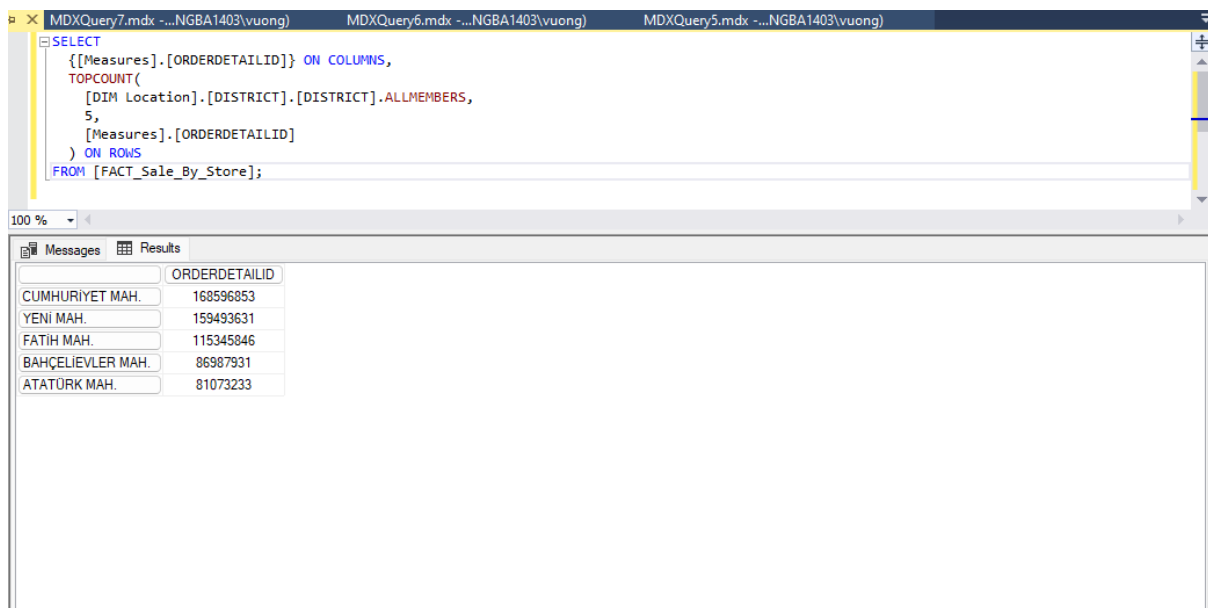 MDXQuery7.mdx -...NGBA1403\vuong) MDXQuery6.mdx -...NGBA1403\vuong) MDXQuery5.mdx -...NGBA1403\vuong)
SELECT
{[Measures].[ORDERDETAILID]} ON COLUMNS,
TOPCOUNT(
[DIM Location].[DISTRICT].[DISTRICT].ALLMEMBERS,
5,
[Measures].[ORDERDETAILID]
) ON ROWS
FROM [FACT_Sale_By_Store];
100 %
Messages Results
ORDERDETAILID
CUMHURİYET MAH. 168596853
YENİ MAH. 159493631
FATİH MAH. 115345846
BAHÇELİEVLER MAH. 86987931
ATATÜRK MAH. 81073233